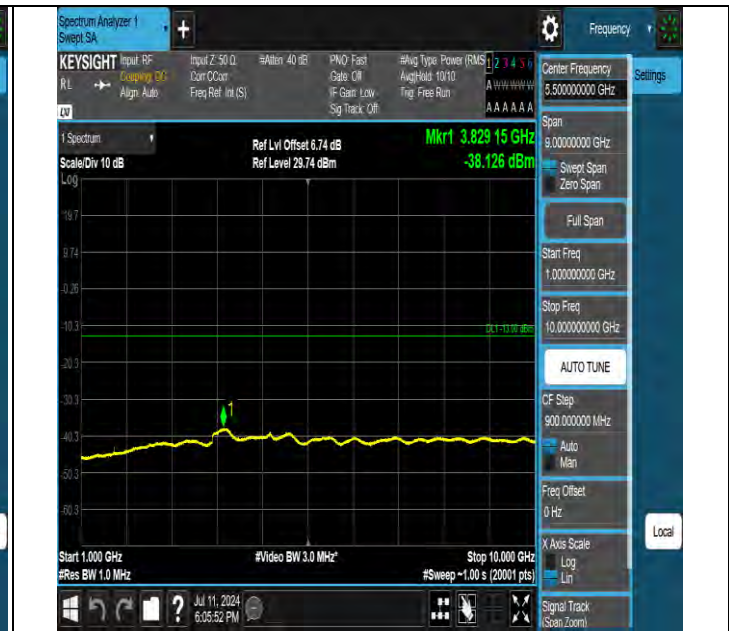 Spectrum Analyzer 1
Swept SA
+
Frequency
KEYSIGHT
RL
Input: RF
Coupling: DC
Align: Auto
Input Z: 50 Ω
Corr CCorr
Freq Ref: Int (S)
#Atten: 40 dB
PNO: Fast
Gate: Off
IF Gain: Low
Sig Track: Off
#Avg Type: Power (RMS
Avg|Hold: 10/10
Trig: Free Run
1 2 3 4 5 6
A W W W W W
A A A A A A
1 Spectrum
Scale/Div 10 dB
Ref Lvl Offset 6.74 dB
Ref Level 29.74 dBm
Mkr1 3.829 15 GHz
-38.126 dBm
Log
19.7
9.74
-0.26
-10.3
-20.3
-30.3
-40.3
-50.3
-60.3
DL1 -13.00 dBm
1
Start 1.000 GHz
#Res BW 1.0 MHz
#Video BW 3.0 MHz*
Stop 10.000 GHz
#Sweep ~1.00 s (20001 pts)
?
Jul 11, 2024
6:05:52 PM
Center Frequency
5.500000000 GHz
Settings
Span
9.00000000 GHz
Swept Span
Zero Span
Full Span
Start Freq
1.000000000 GHz
Stop Freq
10.000000000 GHz
AUTO TUNE
CF Step
900.000000 MHz
Auto
Man
Freq Offset
0 Hz
X Axis Scale
Log
Lin
Local
Signal Track
(Span Zoom)